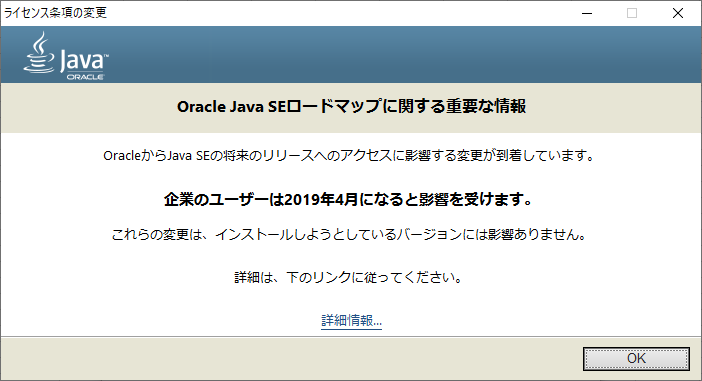 ライセンス条項の変更
Java™
ORACLE
Oracle Java SEロードマップに関する重要な情報
OracleからJava SEの将来のリリースへのアクセスに影響する変更が到着しています。
企業のユーザーは2019年4月になると影響を受けます。
これらの変更は、インストールしようとしているバージョンには影響ありません。
詳細は、下のリンクに従ってください。
詳細情報...
OK